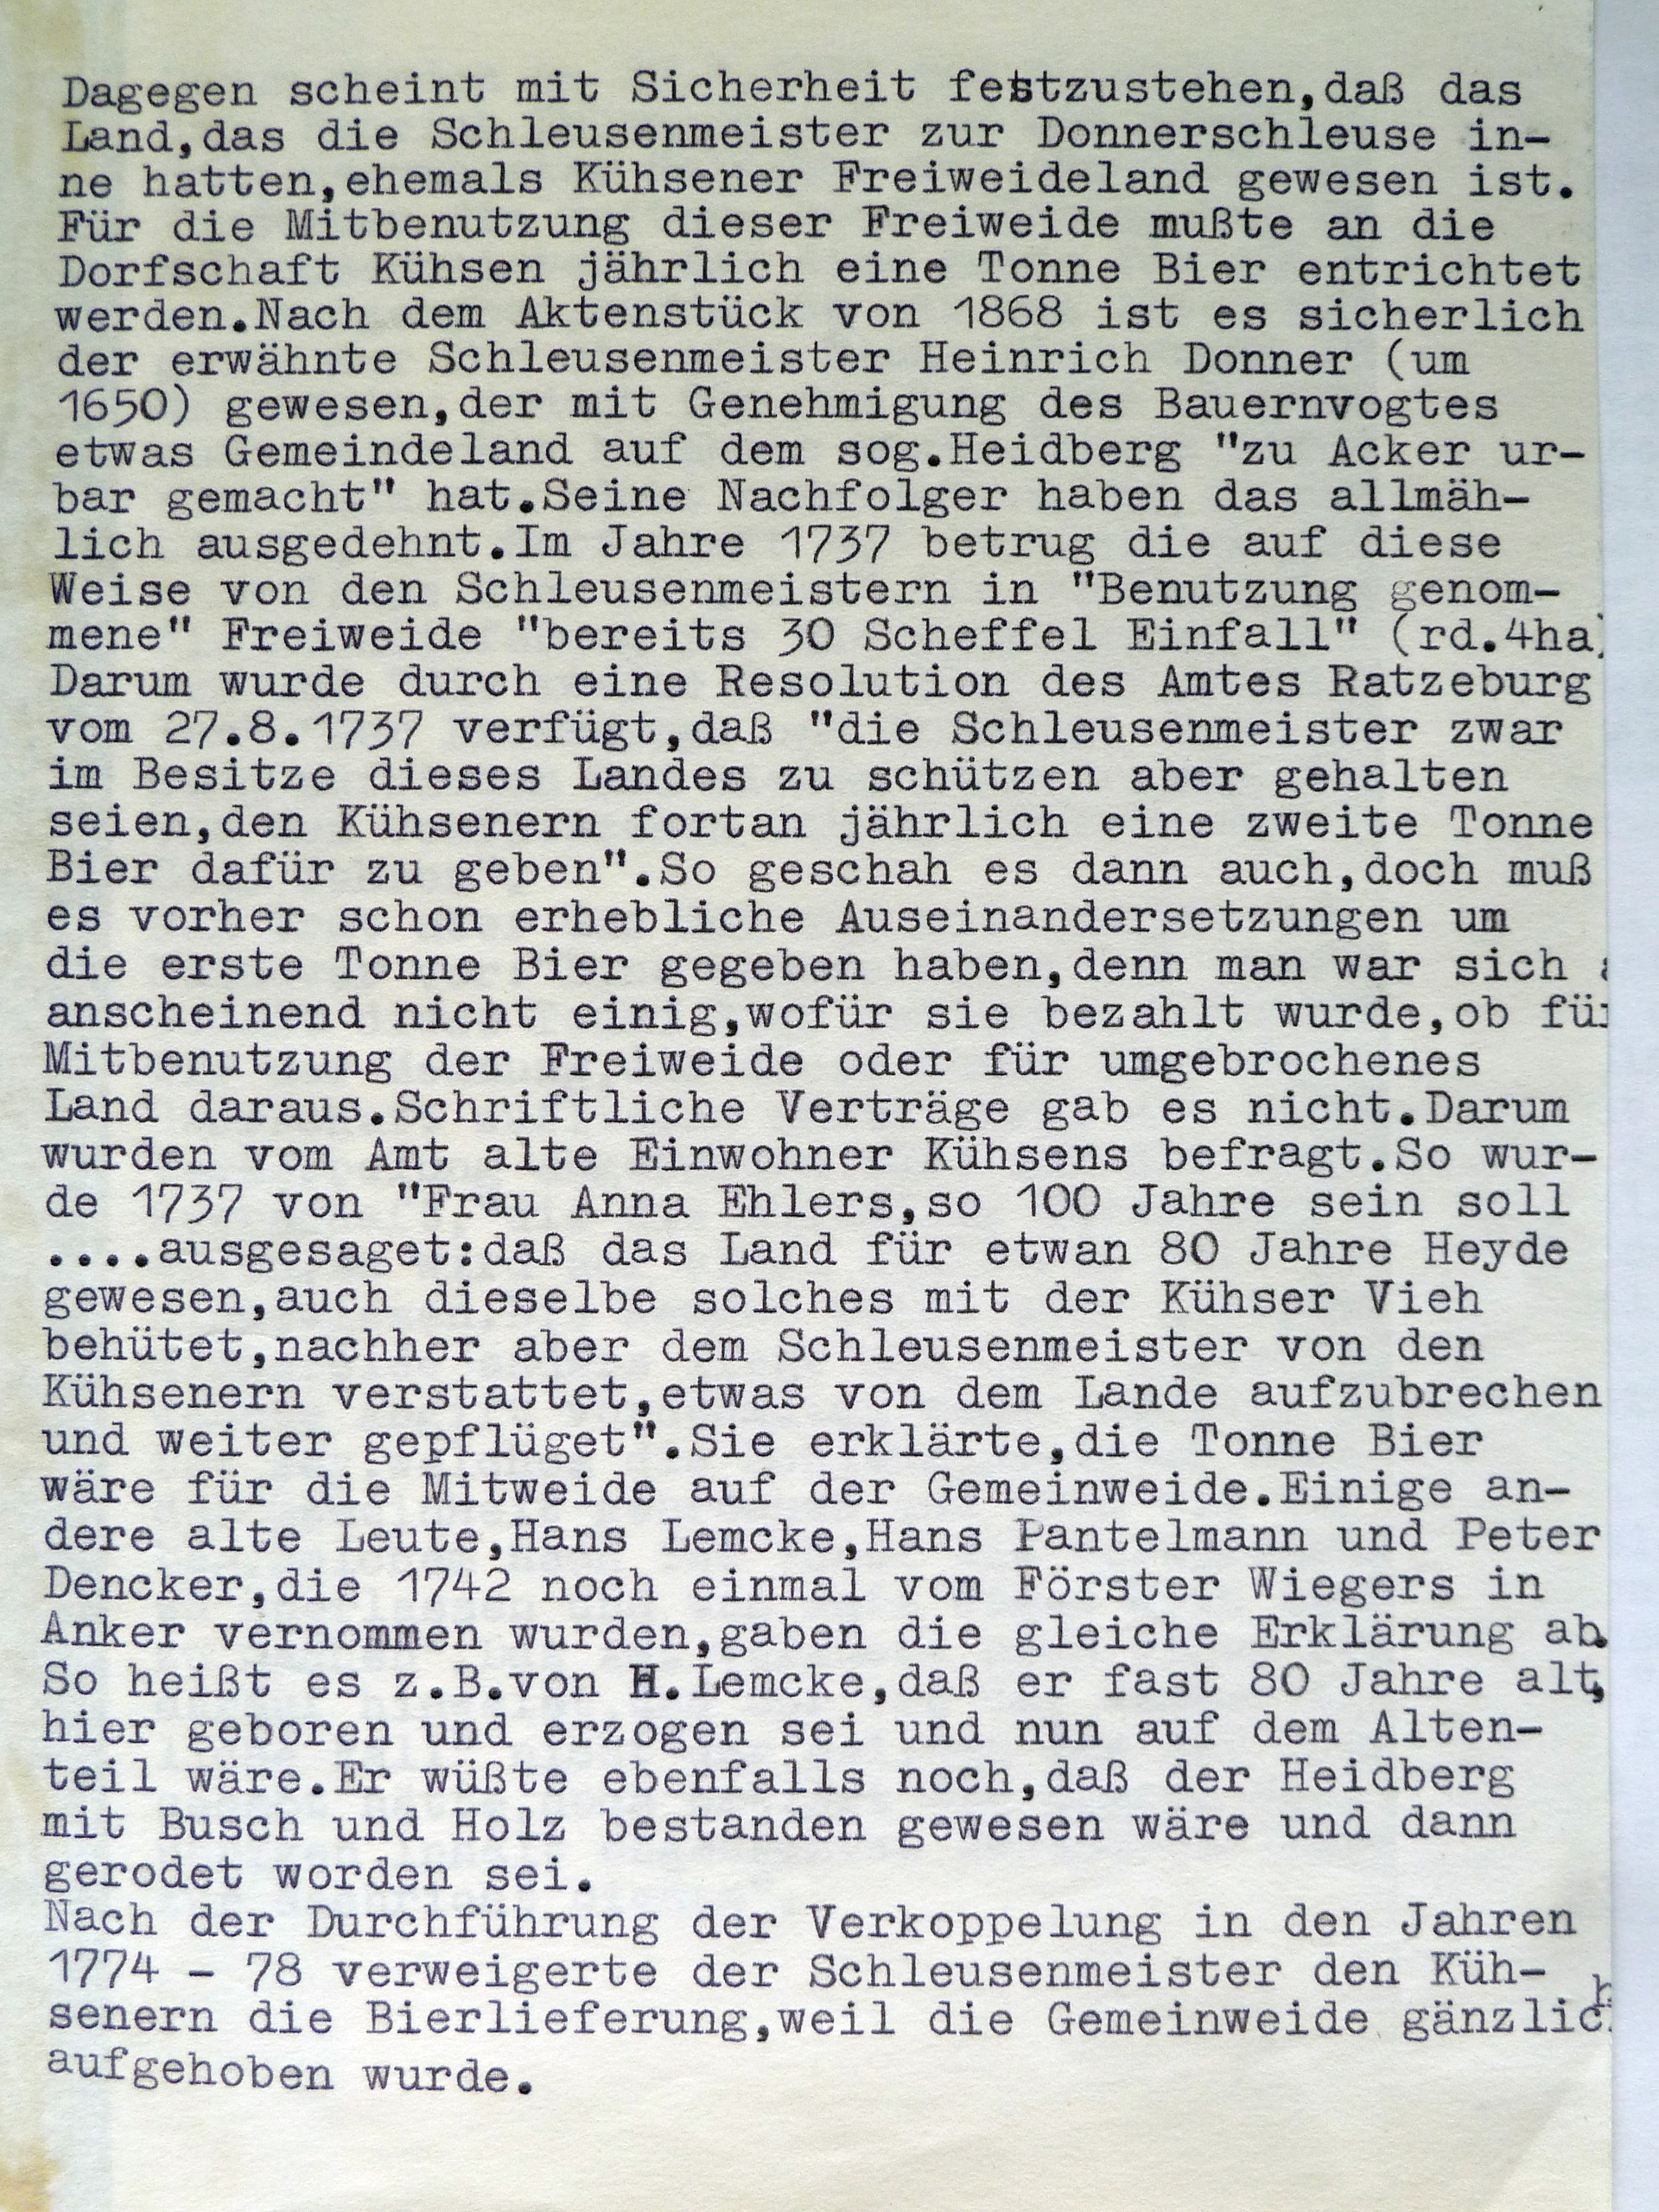 Dagegen scheint mit Sicherheit feststzustehen,daß das
Land,das die Schleusenmeister zur Donnerschleuse in-
ne hatten,ehemals Kühsener Freiweideland gewesen ist.
Für die Mitbenutzung dieser Freiweide mußte an die
Dorfschaft Kühsen jährlich eine Tonne Bier entrichtet
werden.Nach dem Aktenstück von 1868 ist es sicherlich
der erwähnte Schleusenmeister Heinrich Donner (um
1650) gewesen,der mit Genehmigung des Bauernvogtes
etwas Gemeindeland auf dem sog.Heidberg "zu Acker ur-
bar gemacht" hat.Seine Nachfolger haben das allmäh-
lich ausgedehnt.Im Jahre 1737 betrug die auf diese
Weise von den Schleusenmeistern in "Benutzung genom-
mene" Freiweide "bereits 30 Scheffel Einfall" (rd.4ha)
Darum wurde durch eine Resolution des Amtes Ratzeburg
vom 27.8.1737 verfügt,daß "die Schleusenmeister zwar
im Besitze dieses Landes zu schützen aber gehalten
seien,den Kühsenern fortan jährlich eine zweite Tonne
Bier dafür zu geben".So geschah es dann auch,doch muß
es vorher schon erhebliche Auseinandersetzungen um
die erste Tonne Bier gegeben haben,denn man war sich
anscheinend nicht einig,wofür sie bezahlt wurde,ob für
Mitbenutzung der Freiweide oder für umgebrochenes
Land daraus.Schriftliche Verträge gab es nicht.Darum
wurden vom Amt alte Einwohner Kühsens befragt.So wur-
de 1737 von "Frau Anna Ehlers,so 100 Jahre sein soll
....ausgesaget:daß das Land für etwan 80 Jahre Heyde
gewesen,auch dieselbe solches mit der Kühser Vieh
behütet,nachher aber dem Schleusenmeister von den
Kühsenern verstattet,etwas von dem Lande aufzubrechen
und weiter gepflüget".Sie erklärte,die Tonne Bier
wäre für die Mitweide auf der Gemeinweide.Einige an-
dere alte Leute,Hans Lemcke,Hans Pantelmann und Peter
Dencker,die 1742 noch einmal vom Förster Wiegers in
Anker vernommen wurden,gaben die gleiche Erklärung ab.
So heißt es z.B.von H.Lemcke,daß er fast 80 Jahre alt,
hier geboren und erzogen sei und nun auf dem Alten-
teil wäre.Er wüßte ebenfalls noch,daß der Heidberg
mit Busch und Holz bestanden gewesen wäre und dann
gerodet worden sei.
Nach der Durchführung der Verkoppelung in den Jahren
1774 - 78 verweigerte der Schleusenmeister den Küh-
senern die Bierlieferung,weil die Gemeinweide gänzlich
aufgehoben wurde.